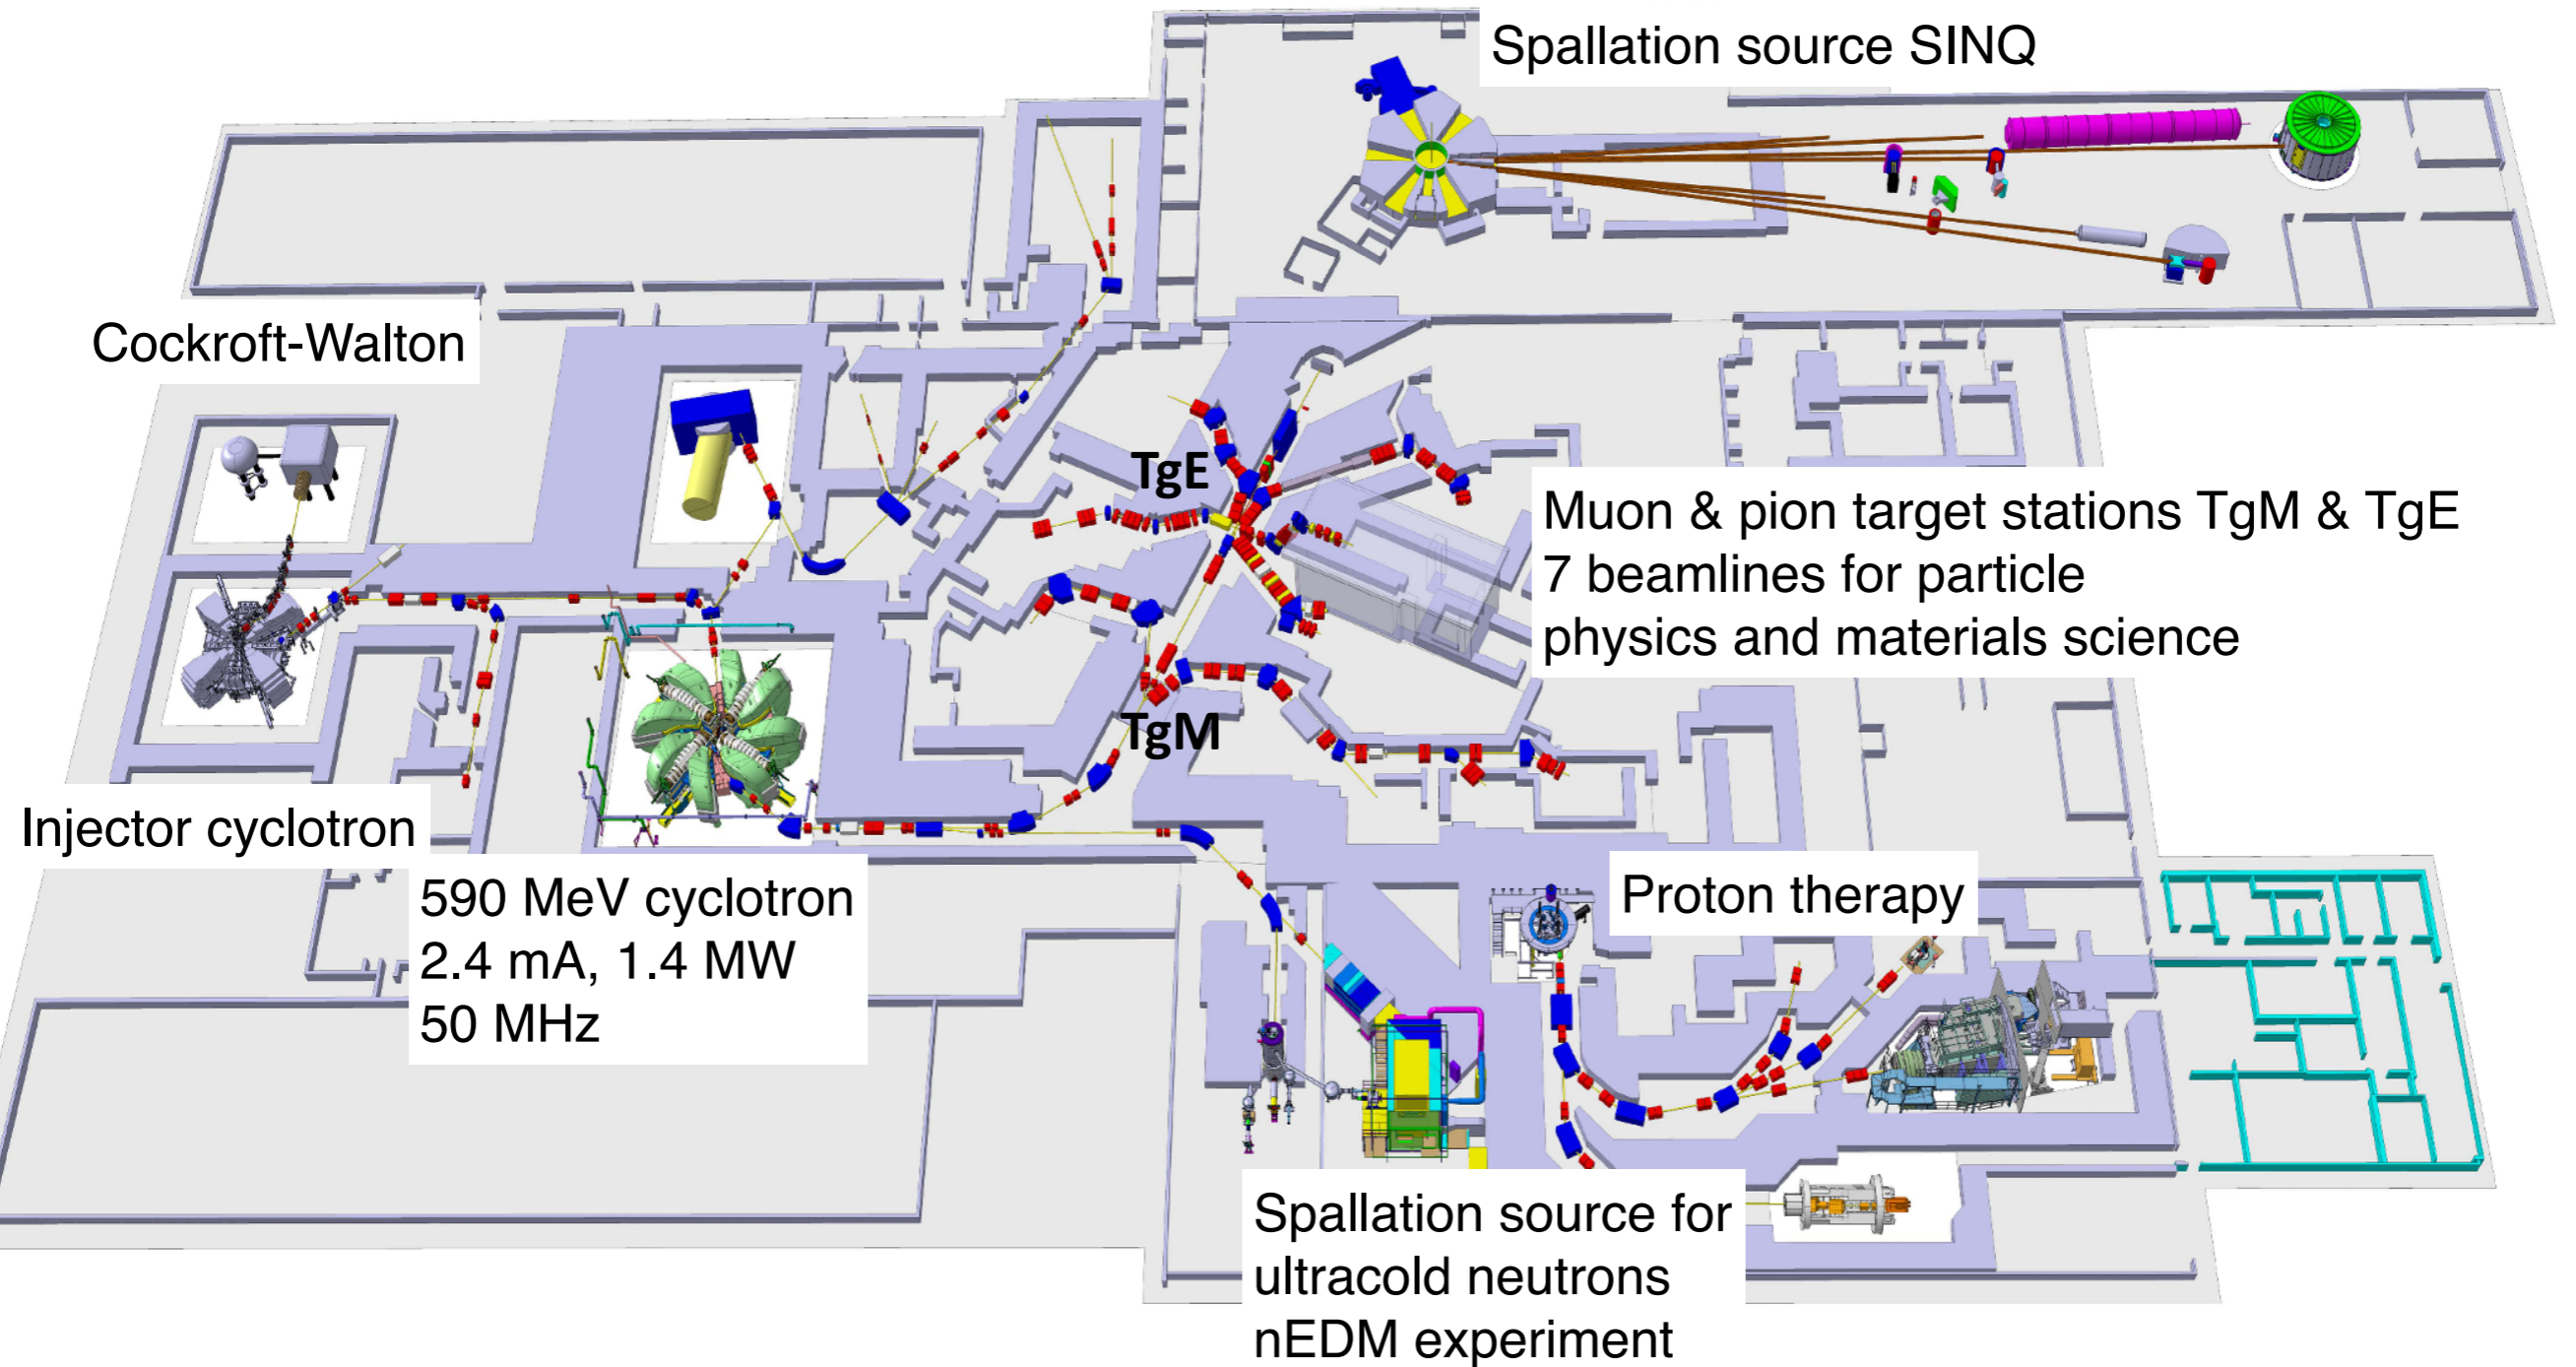 Spallation source SINQ
Cockroft-Walton
TgE
Muon & pion target stations TgM & TgE
7 beamlines for particle
physics and materials science
TgM
Injector cyclotron
590 MeV cyclotron
2.4 mA, 1.4 MW
50 MHz
Proton therapy
Spallation source for
ultracold neutrons
nEDM experiment